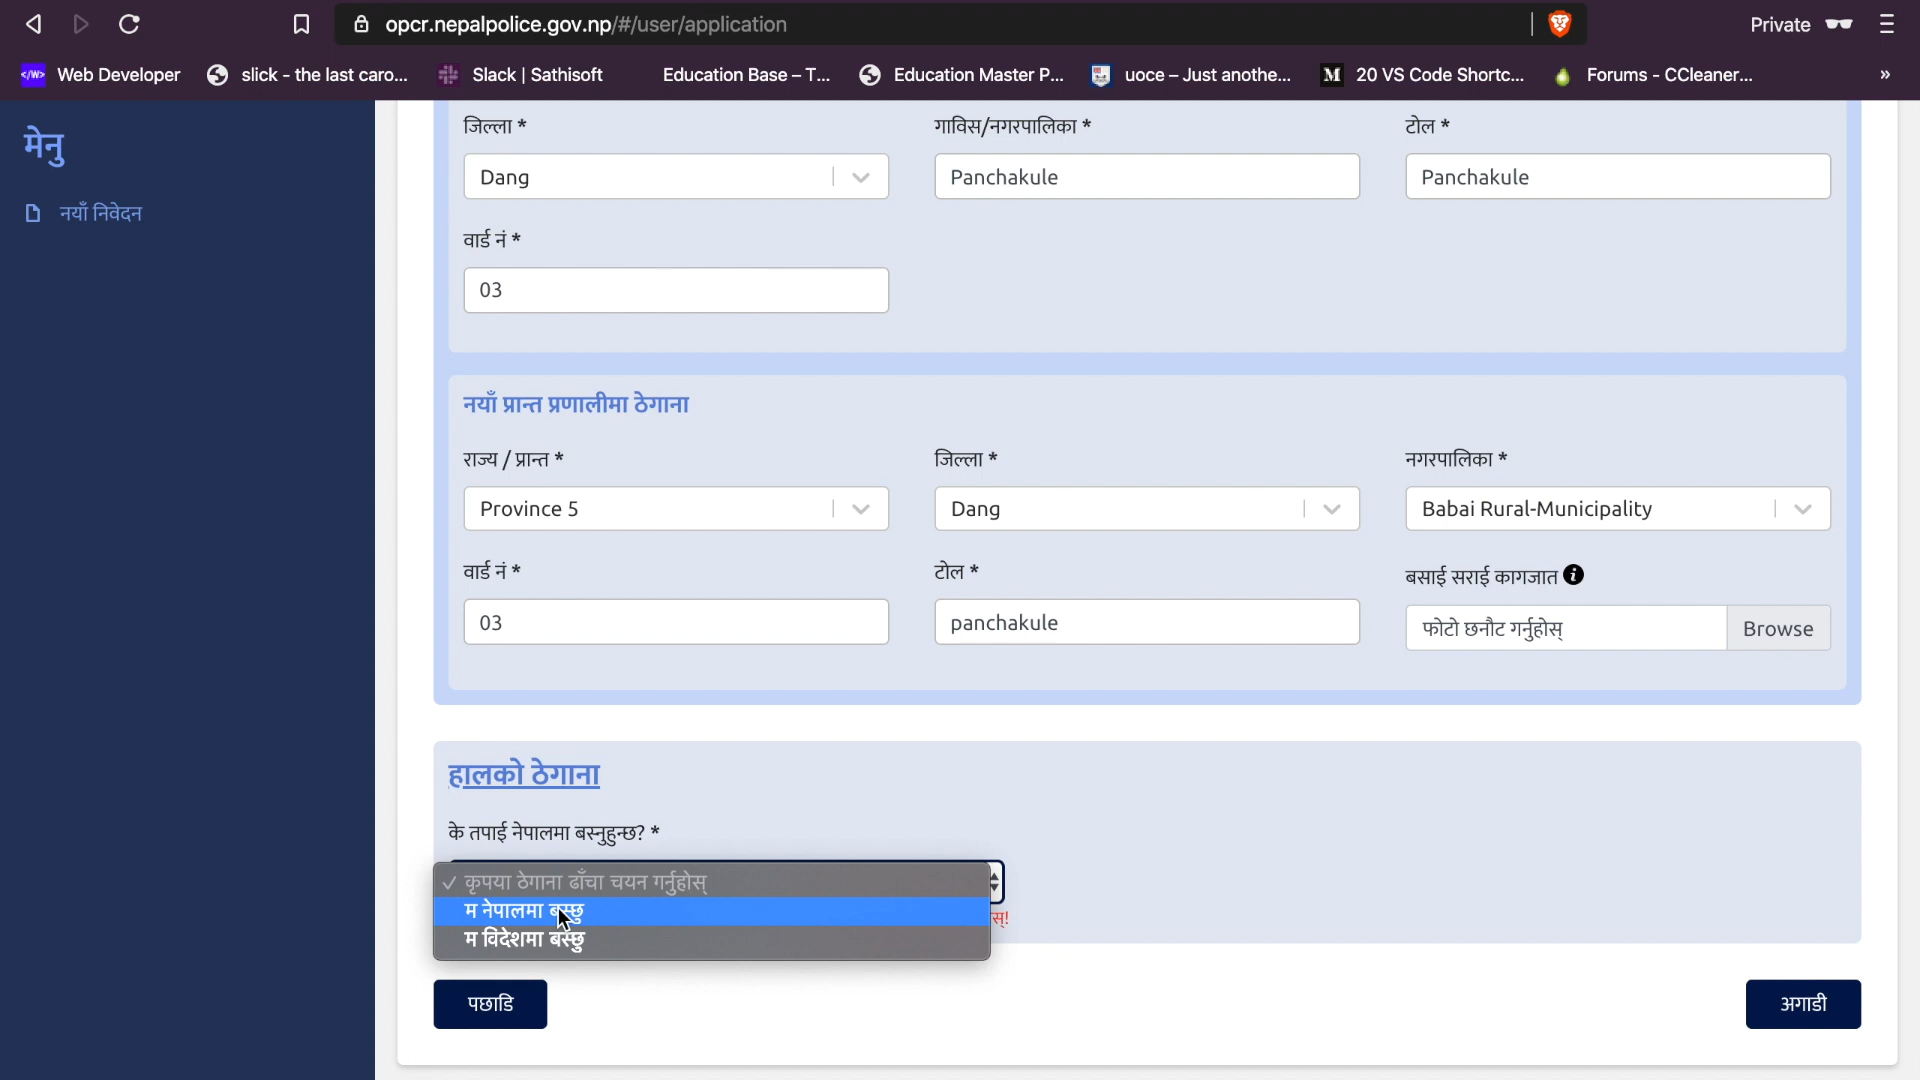 opcr.nepalpolice.gov.np/#/user/application
Private
Web Developer
slick - the last caro...
Slack | Sathisoft
Education Base – T...
Education Master P...
uoce – Just anothe...
20 VS Code Shortc...
Forums - CCleaner...
»
मेनु
नयाँ निवेदन
जिल्ला *
गाविस/नगरपालिका *
टोल *
Dang
Panchakule
Panchakule
वार्ड नं *
03
नयाँ प्रान्त प्रणालीमा ठेगाना
राज्य / प्रान्त *
जिल्ला *
नगरपालिका *
Province 5
Dang
Babai Rural-Municipality
वार्ड नं *
टोल *
बसाई सराई कागजात
03
panchakule
फोटो छनौट गर्नुहोस्
Browse
हालको ठेगाना
के तपाई नेपालमा बस्नुहुन्छ? *
✓ कृपया ठेगाना ढाँचा चयन गर्नुहोस्
म नेपालमा बस्छु
स्!
म विदेशमा बस्छु
पछाडि
अगाडी